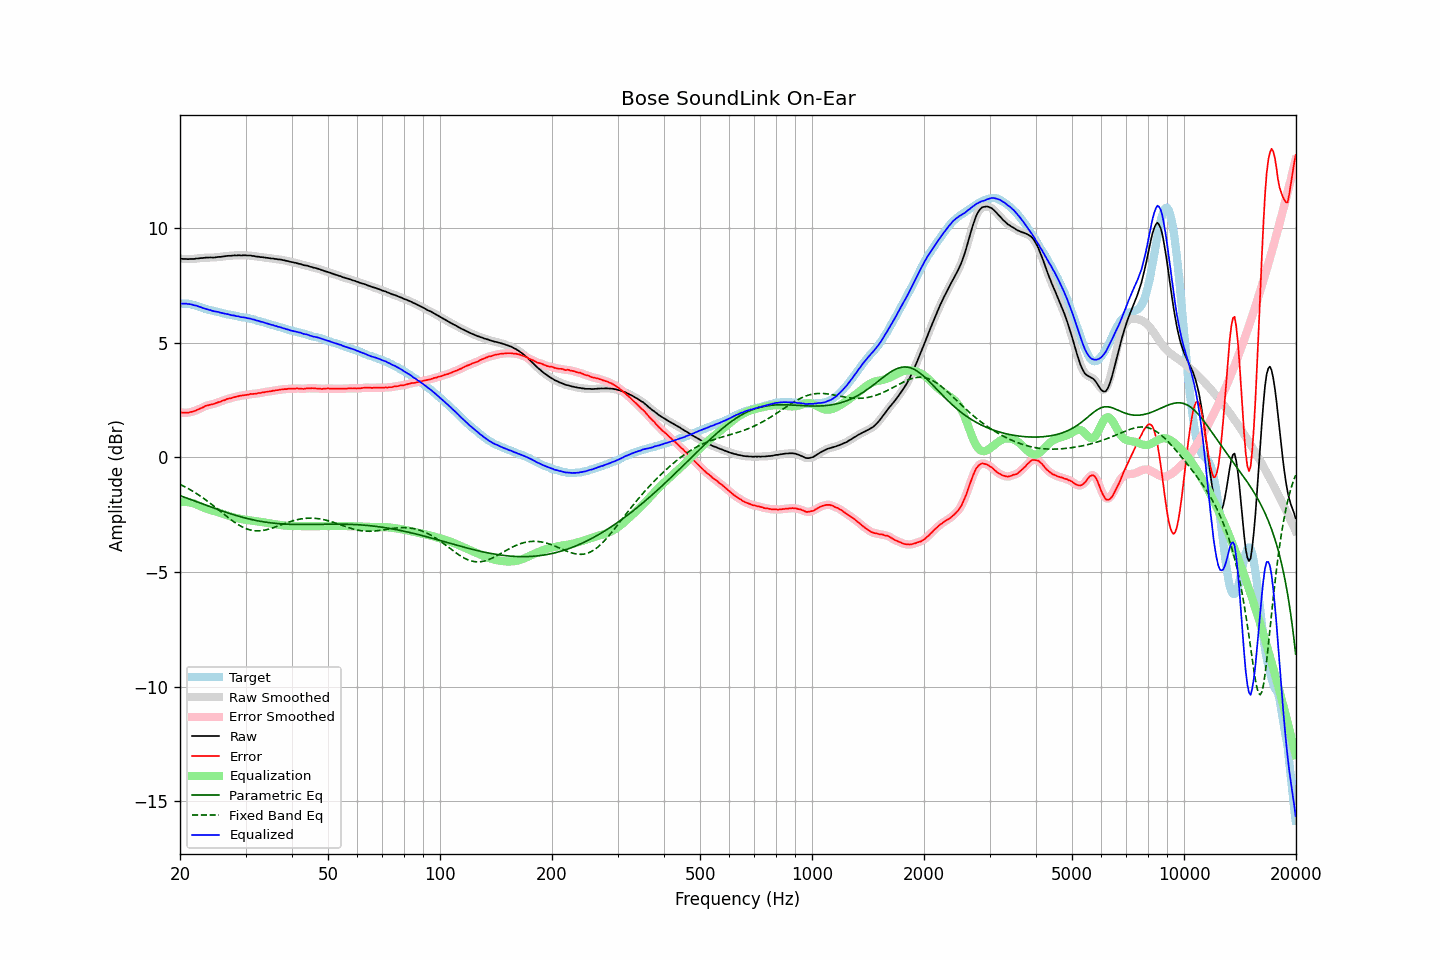 Bose SoundLink On-Ear
Amplitude (dBr)
10
5
0
−5
−10
−15
Target
Raw Smoothed
Error Smoothed
Raw
Error
Equalization
Parametric Eq
Fixed Band Eq
Equalized
20 50 100 200 500 1000 2000 5000 10000 20000
Frequency (Hz)